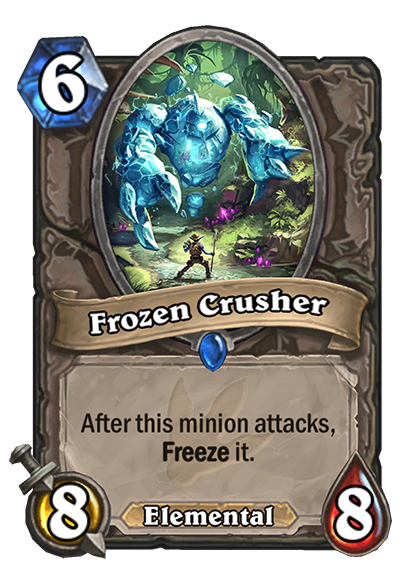 6
Frozen Crusher
After this minion attacks,
Freeze it.
8
Elemental
8